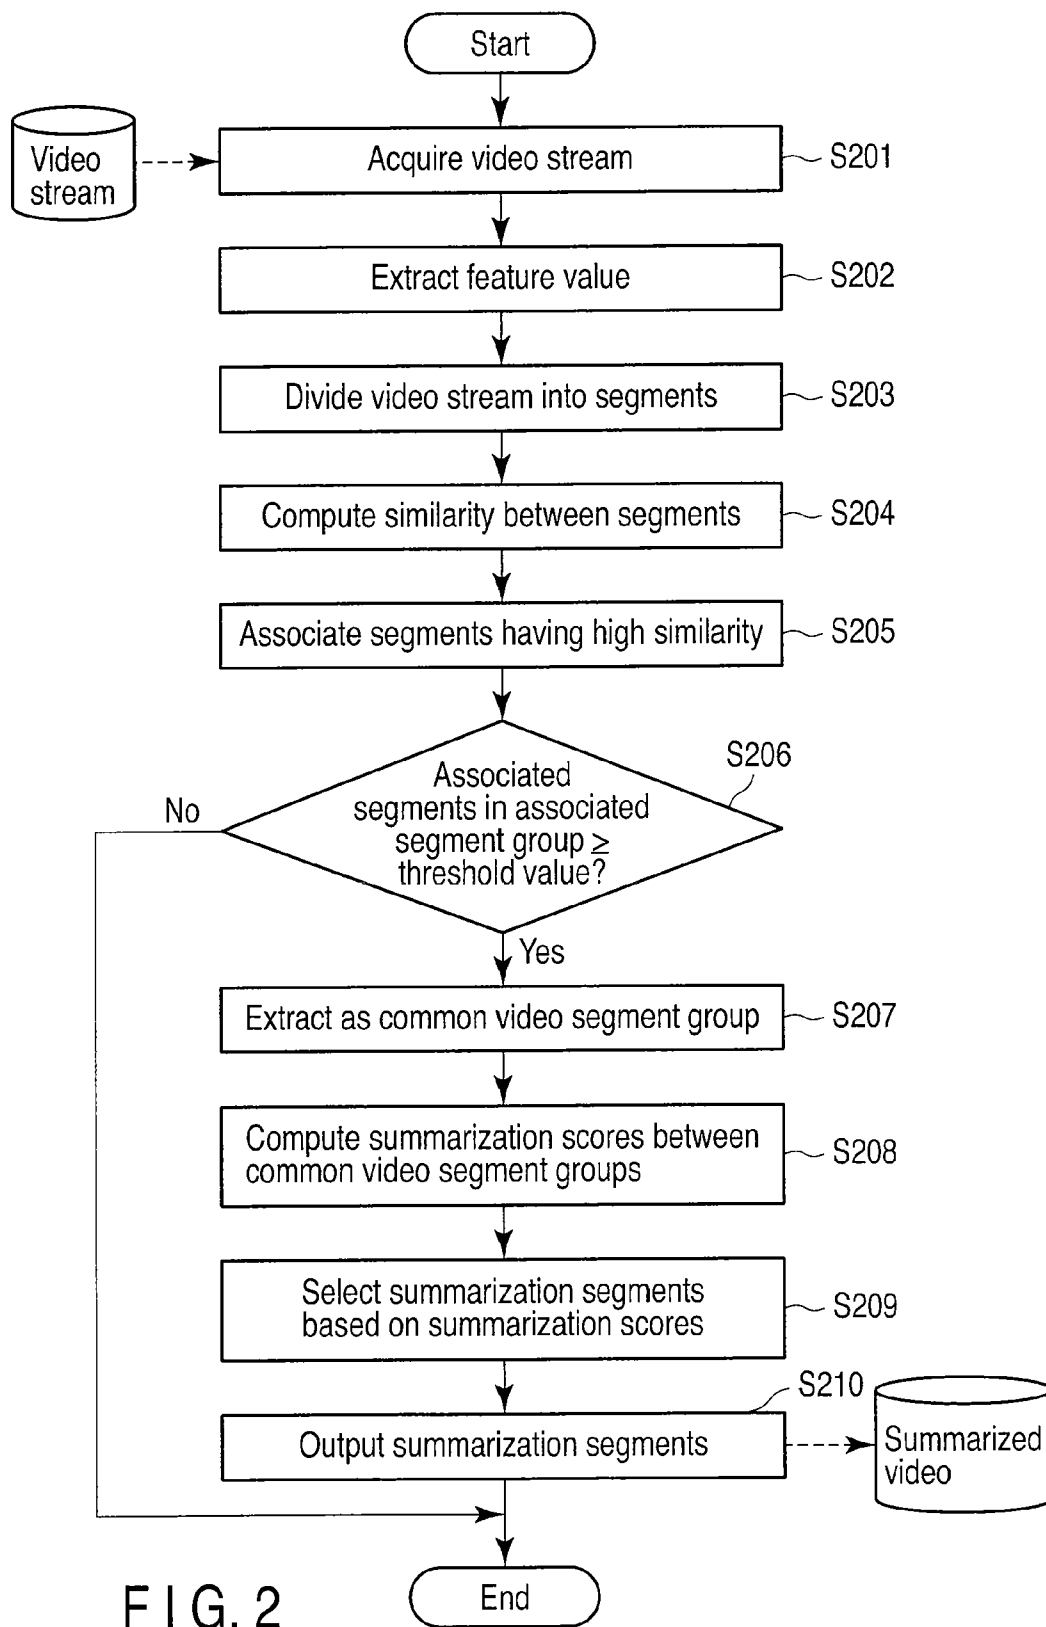 Start
Video
stream
Acquire video stream
S201
Extract feature value
S202
Divide video stream into segments
S203
Compute similarity between segments
S204
Associate segments having high similarity
S205
Associated
segments in associated
segment group ≥
threshold value?
S206
No
Yes
Extract as common video segment group
S207
Compute summarization scores between
common video segment groups
S208
Select summarization segments
based on summarization scores
S209
Output summarization segments
S210
Summarized
video
End
FIG. 2